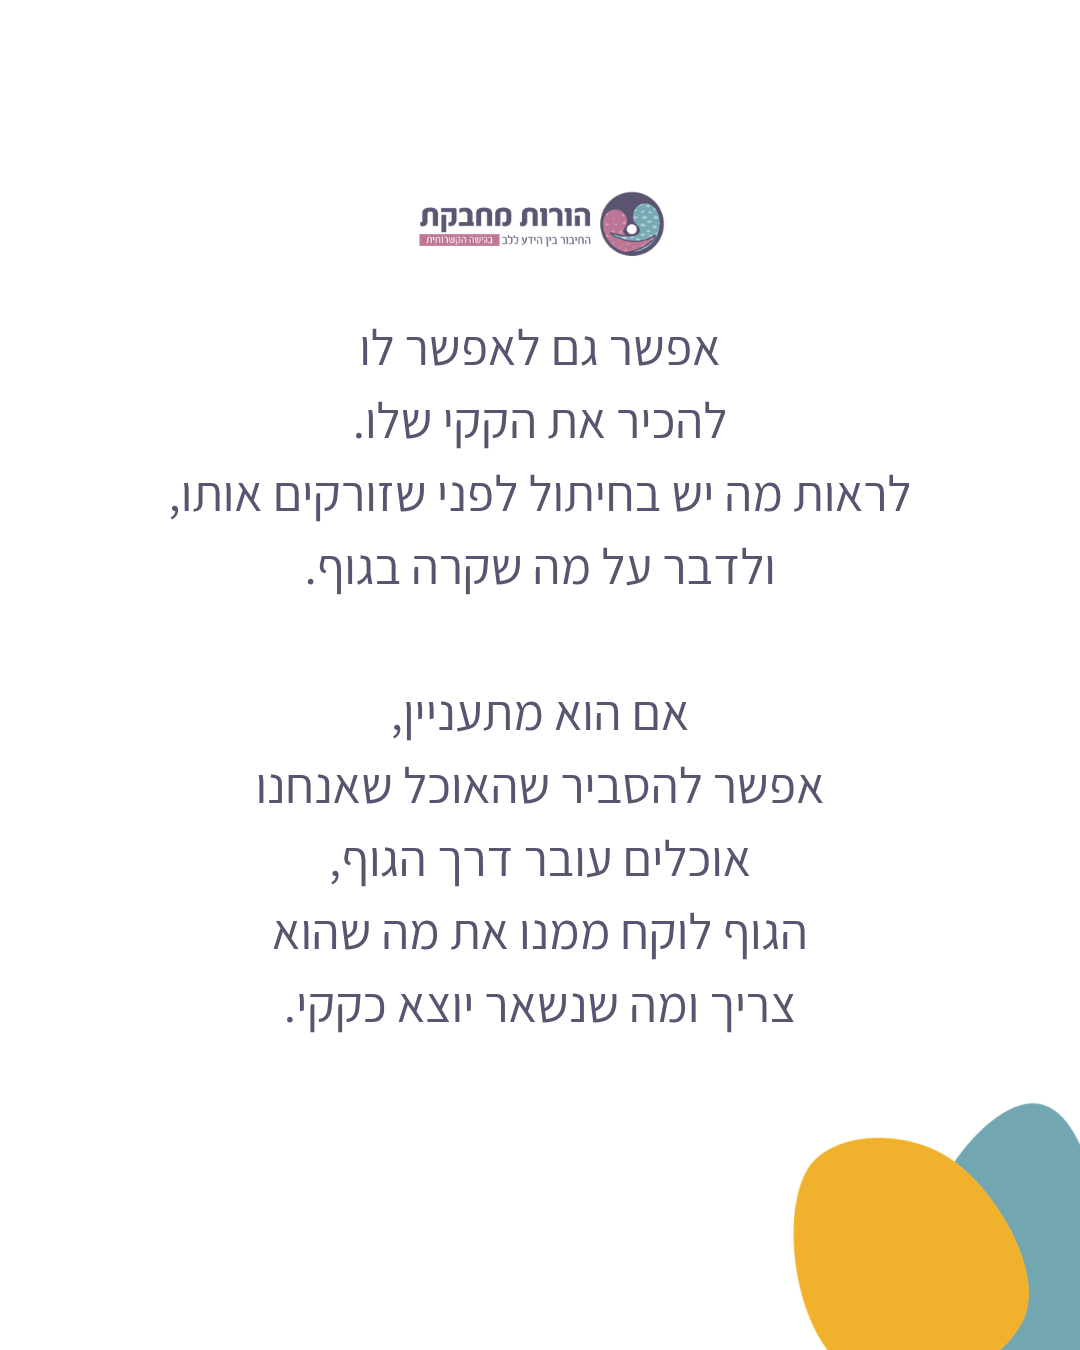 הורות מחבקת
החיבור בין הידע ללב בגישה הקשרותית
אפשר גם לאפשר לו
להכיר את הקקי שלו.
לראות מה יש בחיתול לפני שזורקים אותו,
ולדבר על מה שקרה בגוף.
אם הוא מתעניין,
אפשר להסביר שהאוכל שאנחנו
אוכלים עובר דרך הגוף,
הגוף לוקח ממנו את מה שהוא
צריך ומה שנשאר יוצא כקקי.